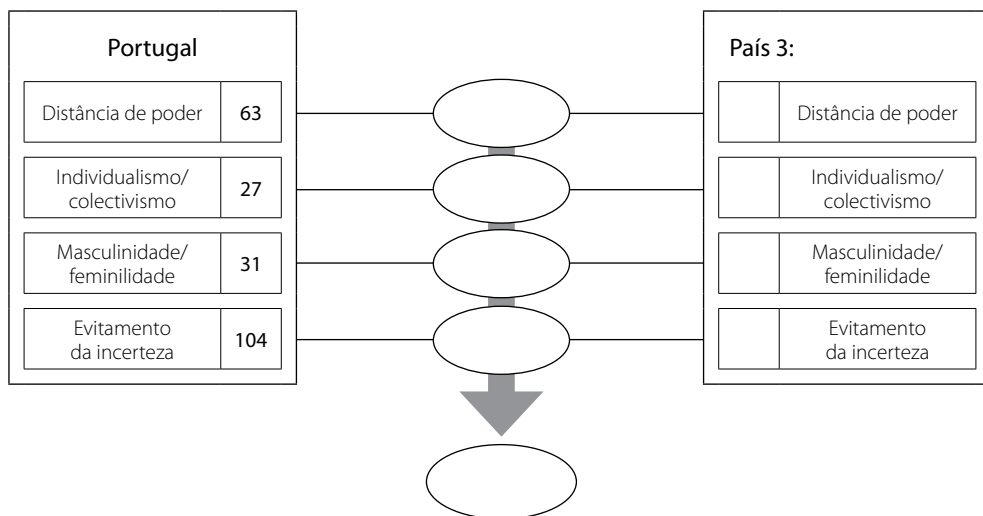 Portugal
Distância de poder 63
Individualismo/
colectivismo 27
Masculinidade/
feminilidade 31
Evitamento
da incerteza 104
País 3:
Distância de poder
Individualismo/
colectivismo
Masculinidade/
feminilidade
Evitamento
da incerteza